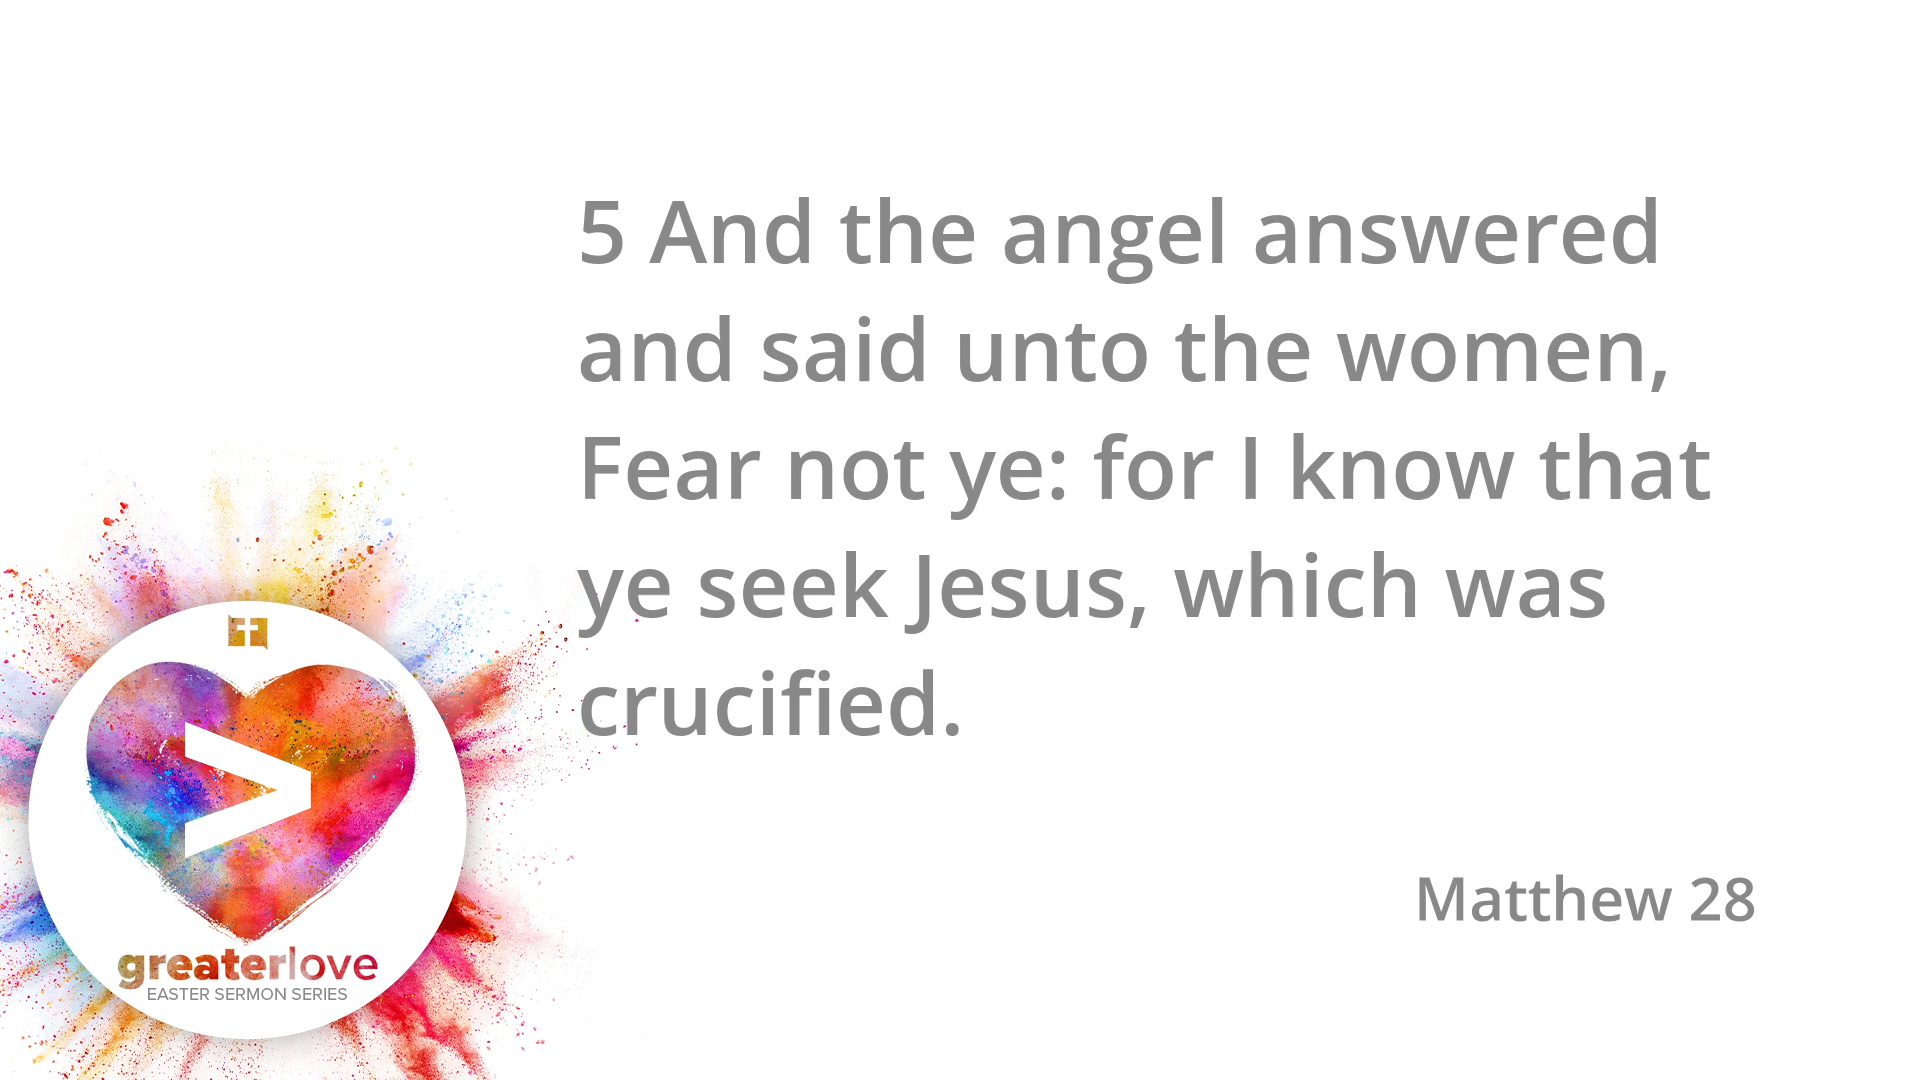 5 And the angel answered
and said unto the women,
Fear not ye: for I know that
ye seek Jesus, which was
crucified.
Matthew 28
>
greaterlove
EASTER SERMON SERIES